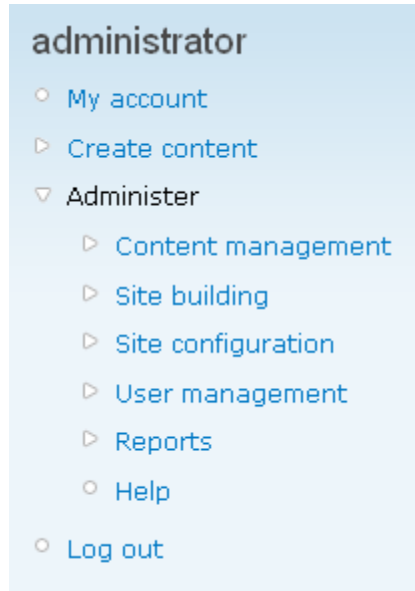 administrator
My account
Create content
Administer
Content management
Site building
Site configuration
User management
Reports
Help
Log out